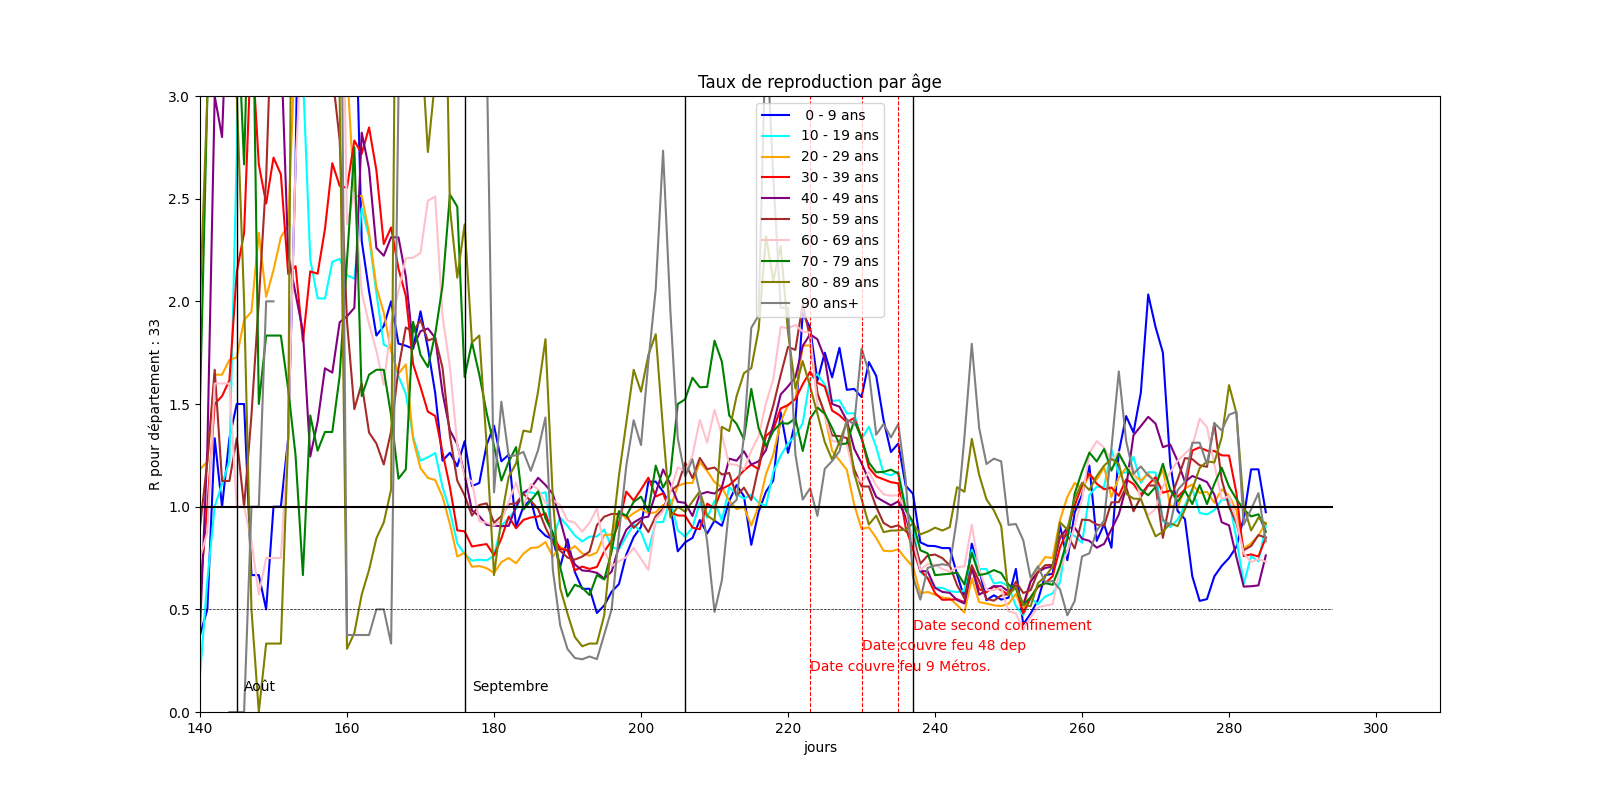 Taux de reproduction par âge
R pour département : 33
3.0
2.5
2.0
1.5
1.0
0.5
0.0
0 - 9 ans
10 - 19 ans
20 - 29 ans
30 - 39 ans
40 - 49 ans
50 - 59 ans
60 - 69 ans
70 - 79 ans
80 - 89 ans
90 ans+
Date second confinement
Date couvre feu 48 dep
Date couvre feu 9 Métros.
Août
Septembre
140
160
180
200
220
240
260
280
300
jours